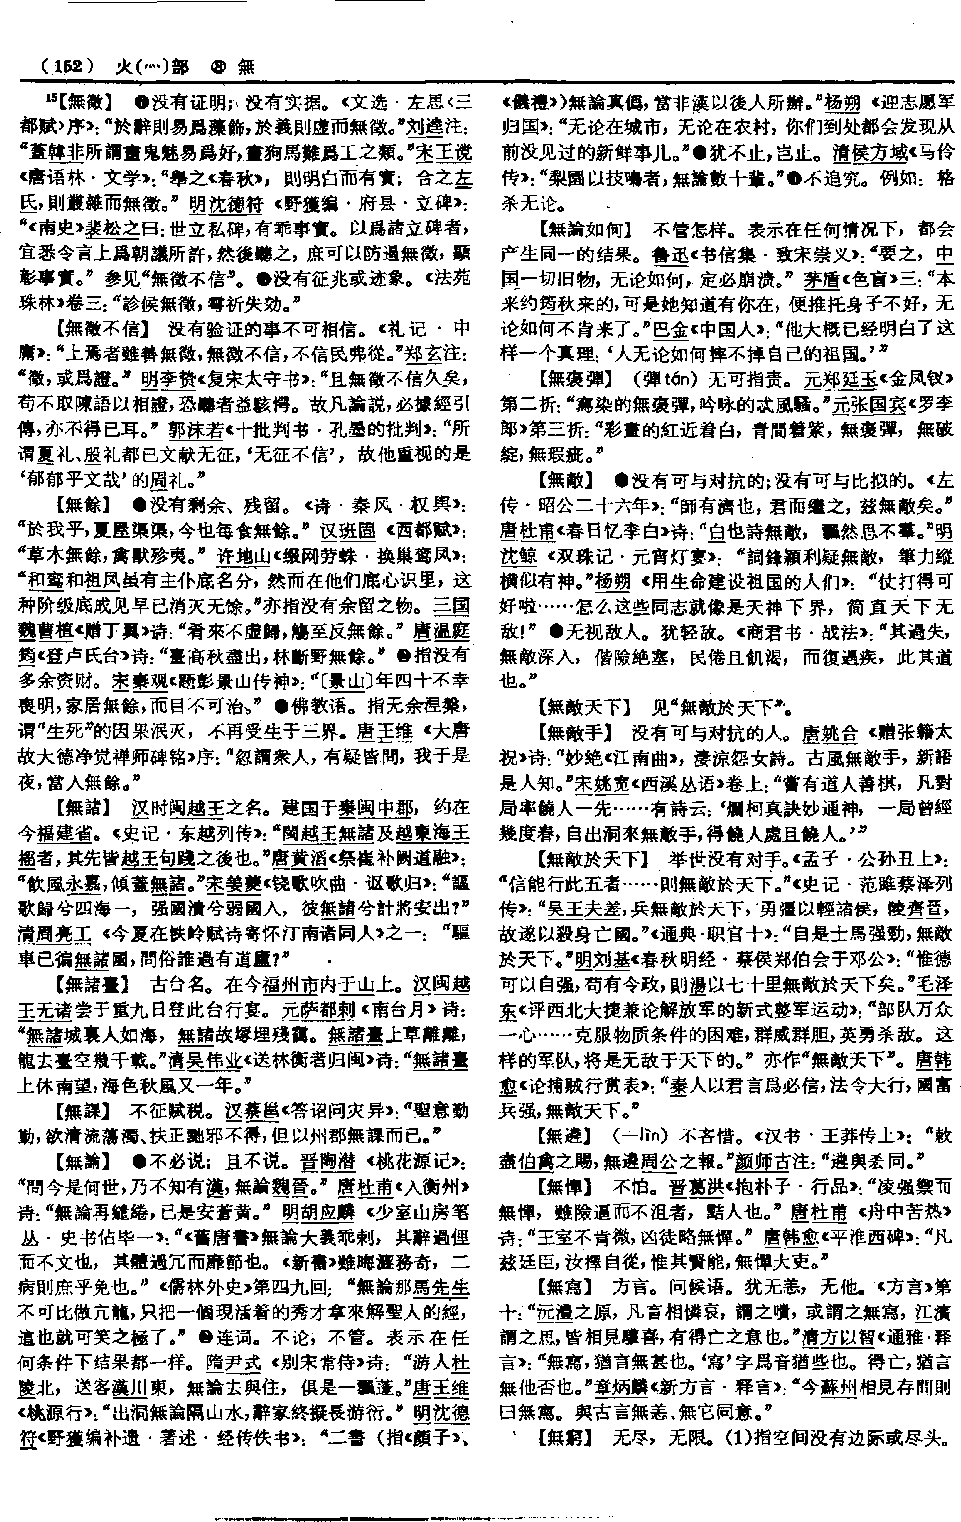 (152) 火(灬)部 ⑧ 無
15【無徵】 ❶没有证明；没有实据。《文选·左思〈三
都赋〉序》：“於辭則易爲藻飾，於義則虚而無徵。”刘逵注：
“蓋韓非所謂畫鬼魅易爲好，畫狗馬難爲工之類。”宋王谠
《唐语林·文学》：“舉之《春秋》，則明白而有實；合之左
氏，則叢雜而無徵。” 明沈德符《野獲编·府县·立碑》：
“《南史》裴松之曰：世立私碑，有乖事實。以爲諸立碑者，
宜悉令言上爲朝議所許，然後聽之，庶可以防遏無徵，顯
彰事實。” 参见“無徵不信”。❷没有征兆或迹象。《法苑
珠林》卷三：“診候無徵，禱祈失効。”
【無徵不信】 没有验证的事不可相信。《礼记·中
庸》：“上焉者雖善無徵，無徵不信，不信民弗從。”郑玄注：
“徵，或爲證。” 明李贽《复宋太守书》：“且無徵不信久矣，
苟不取陳語以相證，恐聽者益駭愕。故凡論説，必據經引
傳，亦不得已耳。” 郭沫若《十批判书·孔墨的批判》：“所
谓夏礼、殷礼都已文献无征，‘无征不信’，故他重视的是
‘郁郁乎文哉’的周礼。”
【無餘】 ❶没有剩余、残留。《诗·秦风·权舆》：
“於我乎，夏屋渠渠，今也每食無餘。” 汉班固《西都赋》：
“草木無餘，禽獸殄夷。” 许地山《缀网劳蛛·换巢鸾凤》：
“和鸾和祖凤虽有主仆底名分，然而在他们底心识里，这
种阶级底成见早已消灭无馀。”亦指没有余留之物。三国
魏曹植《赠丁翼》诗：“肴來不虚歸，觴至反無餘。” 唐温庭
筠《登卢氏台》诗：“臺高秋盡出，林斷野無餘。” ❷指没有
多余资财。宋秦观《题彭景山传神》：“〔景山〕年四十不幸
喪明，家居無餘，而目不可治。” ❸佛教语。指无余涅槃，
谓“生死”的因果泯灭，不再受生于三界。唐王维《大唐
故大德净觉禅师碑铭》序：“忽謂衆人，有疑皆問，我于是
夜，當入無餘。”
【無諸】 汉时闽越王之名。建国于秦闽中郡，约在
今福建省。《史记·东越列传》：“閩越王無諸及越東海王
摇者，其先皆越王句踐之後也。”唐黄滔《祭崔补阙道融》：
“飲風永嘉，傾蓋無諸。”宋姜夔《铙歌吹曲·讴歌归》：“謳
歌歸兮四海一，强國潰兮弱國入，彼無諸兮計將安出？”
清周亮工《今夏在铁岭赋诗寄怀汀南诸同人》之一：“驅
車已徧無諸國，問俗誰過有道廬？”
【無諸臺】 古台名。在今福州市内于山上。汉闽越
王无诸尝于重九日登此台行宴。元萨都剌《南台月》诗：
“無諸城裏人如海，無諸故塚埋残靄。無諸臺上草離離，
龍去臺空幾千載。”清吴伟业《送林衡者归闽》诗：“無諸臺
上休南望，海色秋風又一年。”
【無課】 不征赋税。汉蔡邕《答诏问灾异》：“聖意勤
勤，欲清流蕩濁、扶正黜邪不得，但以州郡無課而已。”
【無論】 ❶不必说；且不说。晋陶潜《桃花源记》：
“問今是何世，乃不知有漢，無論魏晉。” 唐杜甫《入衡州》
诗：“無論再繾綣，已是安蒼黄。” 明胡应麟《少室山房笔
丛·史书佔毕一》：“《舊唐書》無論大義乖剌，其辭過俚
而不文也，其體過冗而靡節也。《新書》雖晦澀務奇，二
病則庶乎免也。” 《儒林外史》第四九回：“無論那馬先生
不可比做亢龍，只把一個現活着的秀才拿來解聖人的經，
這也就可笑之極了。” ❷连词。不论，不管。表示在任
何条件下结果都一样。隋尹式《别宋常侍》诗：“游人杜
陵北，送客漢川東，無論去與住，俱是一飄蓬。”唐王维
《桃源行》：“出洞無論隔山水，辭家終擬長游衍。” 明沈德
符《野獲编补遗·著述·经传佚书》：“二書（指《顔子》、
《儀禮》）無論真僞，當非漢以後人所辦。”杨朔《迎志愿军
归国》：“无论在城市，无论在农村，你们到处都会发现从
前没见过的新鲜事儿。”❸犹不止，岂止。清侯方域《马伶
传》：“梨園以技鳴者，無論數十輩。”❹不追究。例如：格
杀无论。
【無論如何】 不管怎样。表示在任何情况下，都会
产生同一的结果。鲁迅《书信集·致宋崇义》：“要之，中
国一切旧物，无论如何，定必崩溃。” 茅盾《色盲》三：“本
来约筠秋来的，可是她知道有你在，便推托身子不好，无
论如何不肯来了。”巴金《中国人》：“他大概已经明白了这
样一个真理：‘人无论如何摔不掉自己的祖国。’”
【無褒彈】 （彈tán）无可指责。元郑廷玉《金凤钗》
第二折：“寫染的無褒彈，吟咏的忒風騷。”元张国宾《罗李
郎》第三折：“彩畫的紅近着白，青間着紫，無褒彈，無破
綻，無瑕疵。”
【無敵】 ❶没有可与对抗的；没有可与比拟的。《左
传·昭公二十六年》：“師有濟也，君而繼之，兹無敵矣。”
唐杜甫《春日忆李白》诗：“白也詩無敵，飄然思不羣。”明
沈鲸《双珠记·元宵灯宴》：“詞鋒穎利疑無敵，筆力縱
横似有神。”杨朔《用生命建设祖国的人们》：“仗打得可
好啦……怎么这些同志就像是天神下界，简直天下无
敌！” ❷无视敌人。犹轻敌。《商君书·战法》：“其過失，
無敵深入，偝險絶塞，民倦且飢渴，而復遇疾，此其道
也。”
【無敵天下】 见“無敵於天下”。
【無敵手】 没有可与对抗的人。唐姚合《赠张籍太
祝》诗：“妙絶《江南曲》，淒涼怨女詩。古風無敵手，新語
是人知。”宋姚宽《西溪丛语》卷上：“嘗有道人善棋，凡對
局率饒人一先……有詩云：‘爛柯真訣妙通神，一局曾經
幾度春，自出洞來無敵手，得饒人處且饒人。’”
【無敵於天下】 举世没有对手。《孟子·公孙丑上》：
“信能行此五者……則無敵於天下。”《史记·范雎蔡泽列
传》：“吴王夫差，兵無敵於天下，勇彊以輕諸侯，陵齊晉，
故遂以殺身亡國。”《通典·职官十》：“自是士馬强勁，無敵
於天下。”明刘基《春秋明经·蔡侯郑伯会于邓公》：“惟德
可以自强，苟有令政，則湯以七十里無敵於天下矣。”毛泽
东《评西北大捷兼论解放军的新式整军运动》：“部队万众
一心……克服物质条件的困难，群威群胆，英勇杀敌。这
样的军队，将是无敌于天下的。” 亦作“無敵天下”。唐韩
愈《论捕贼行赏表》：“秦人以君言爲必信，法令大行，國富
兵强，無敵天下。”
【無遴】 （—lìn）不吝惜。《汉书·王莽传上》：“敕
盡伯禽之賜，無遴周公之報。”颜师古注：“遴與吝同。”
【無憚】 不怕。晋葛洪《抱朴子·行品》：“凌强禦而
無憚，雖險逼而不沮者，黠人也。” 唐杜甫《舟中苦热》
诗：“王室不肯微，凶徒略無憚。” 唐韩愈《平淮西碑》：“凡
兹廷臣，汝擇自從，惟其賢能，無憚大吏。”
【無寫】 方言。问候语。犹无恙，无他。《方言》第
十：“沅澧之原，凡言相憐哀，謂之嘳，或謂之無寫，江濱
謂之思，皆相見驩喜，有得亡之意也。”清方以智《通雅·释
言》：“無寫，猶言無甚也。‘寫’字爲音猶些也。得亡，猶言
無他否也。”章炳麟《新方言·释言》：“今蘇州相見存問則
曰無寫。與古言無恙、無它同意。”
【無窮】 无尽，无限。(1)指空间没有边际或尽头。